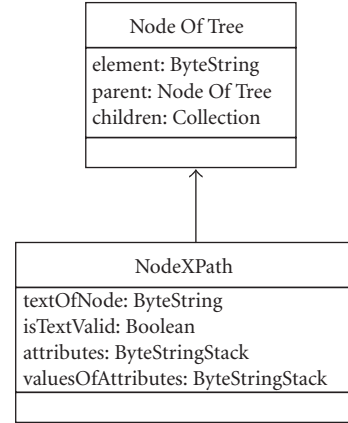 Node Of Tree
element: ByteString
parent: Node Of Tree
children: Collection
NodeXPath
textOfNode: ByteString
isTextValid: Boolean
attributes: ByteStringStack
valuesOfAttributes: ByteStringStack